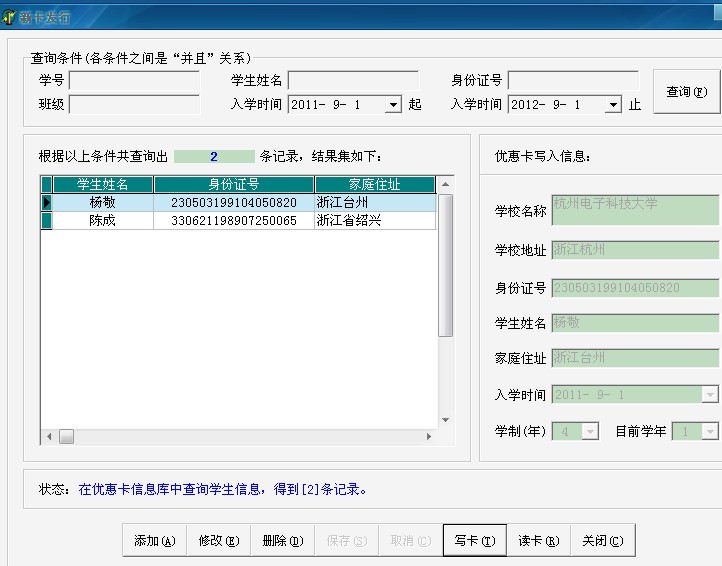 新卡发行
查询条件(各条件之间是“并且”关系)
学号 学生姓名 身份证号
班级 入学时间 2011- 9- 1 起 入学时间 2012- 9- 1 止
查询(F)
根据以上条件共查询出 2 条记录，结果集如下：
学生姓名 身份证号 家庭住址
杨敬 230503199104050820 浙江台州
陈成 330621198907250065 浙江省绍兴
优惠卡写入信息：
学校名称 杭州电子科技大学
学校地址 浙江杭州
身份证号 230503199104050820
学生姓名 杨敬
家庭住址 浙江台州
入学时间 2011- 9- 1
学制(年) 4 目前学年 1
状态：在优惠卡信息库中查询学生信息，得到[2]条记录。
添加(A) 修改(E) 删除(D) 保存(S) 取消(C) 写卡(T) 读卡(R) 关闭(C)